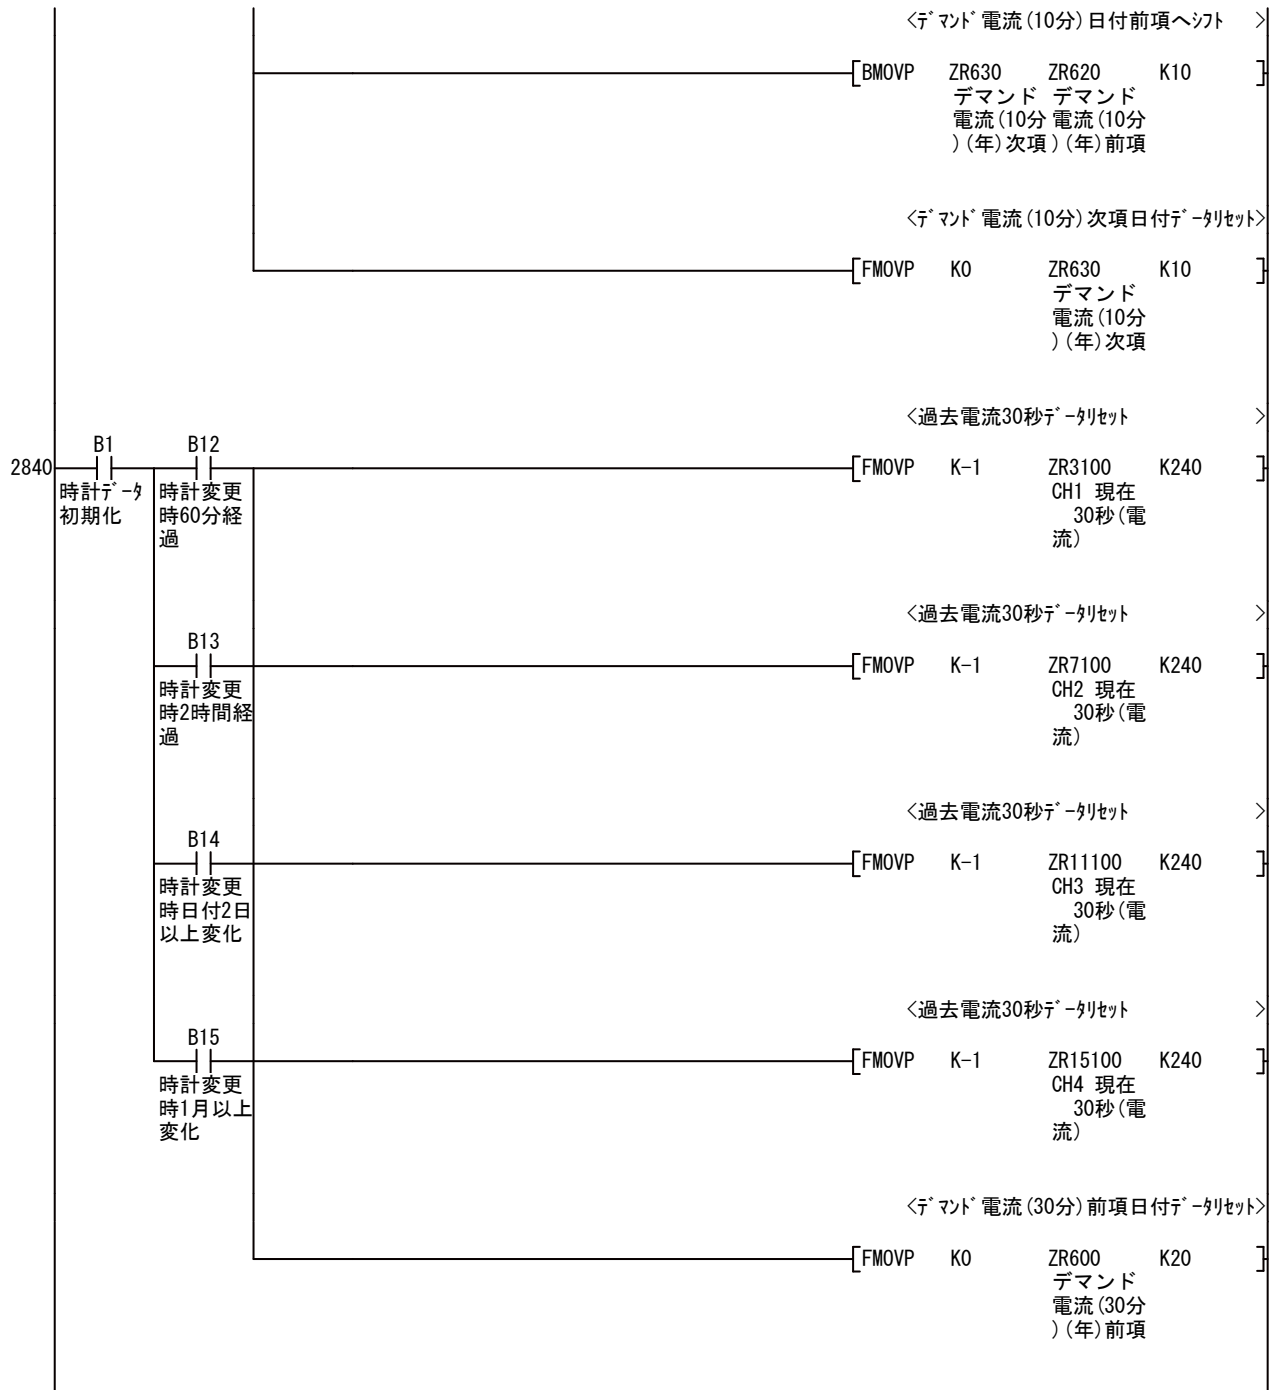 <ﾃﾞﾏﾝﾄﾞ電流(10分)日付前項へｼﾌﾄ >
[BMOVP ZR630 ZR620 K10 ]
デマンド デマンド
電流(10分 電流(10分
)(年)次項 )(年)前項
<ﾃﾞﾏﾝﾄﾞ電流(10分)次項日付ﾃﾞｰﾀﾘｾｯﾄ>
[FMOVP K0 ZR630 K10 ]
デマンド
電流(10分
)(年)次項
<過去電流30秒ﾃﾞｰﾀﾘｾｯﾄ >
B1 B12
2840 [FMOVP K-1 ZR3100 K240 ]
時計ﾃﾞｰﾀ 時計変更 CH1 現在
初期化 時60分経 30秒(電
過 流)
<過去電流30秒ﾃﾞｰﾀﾘｾｯﾄ >
B13
[FMOVP K-1 ZR7100 K240 ]
時計変更 CH2 現在
時2時間経 30秒(電
過 流)
<過去電流30秒ﾃﾞｰﾀﾘｾｯﾄ >
B14
[FMOVP K-1 ZR11100 K240 ]
時計変更 CH3 現在
時日付2日 30秒(電
以上変化 流)
<過去電流30秒ﾃﾞｰﾀﾘｾｯﾄ >
B15
[FMOVP K-1 ZR15100 K240 ]
時計変更 CH4 現在
時1月以上 30秒(電
変化 流)
<ﾃﾞﾏﾝﾄﾞ電流(30分)前項日付ﾃﾞｰﾀﾘｾｯﾄ>
[FMOVP K0 ZR600 K20 ]
デマンド
電流(30分
)(年)前項